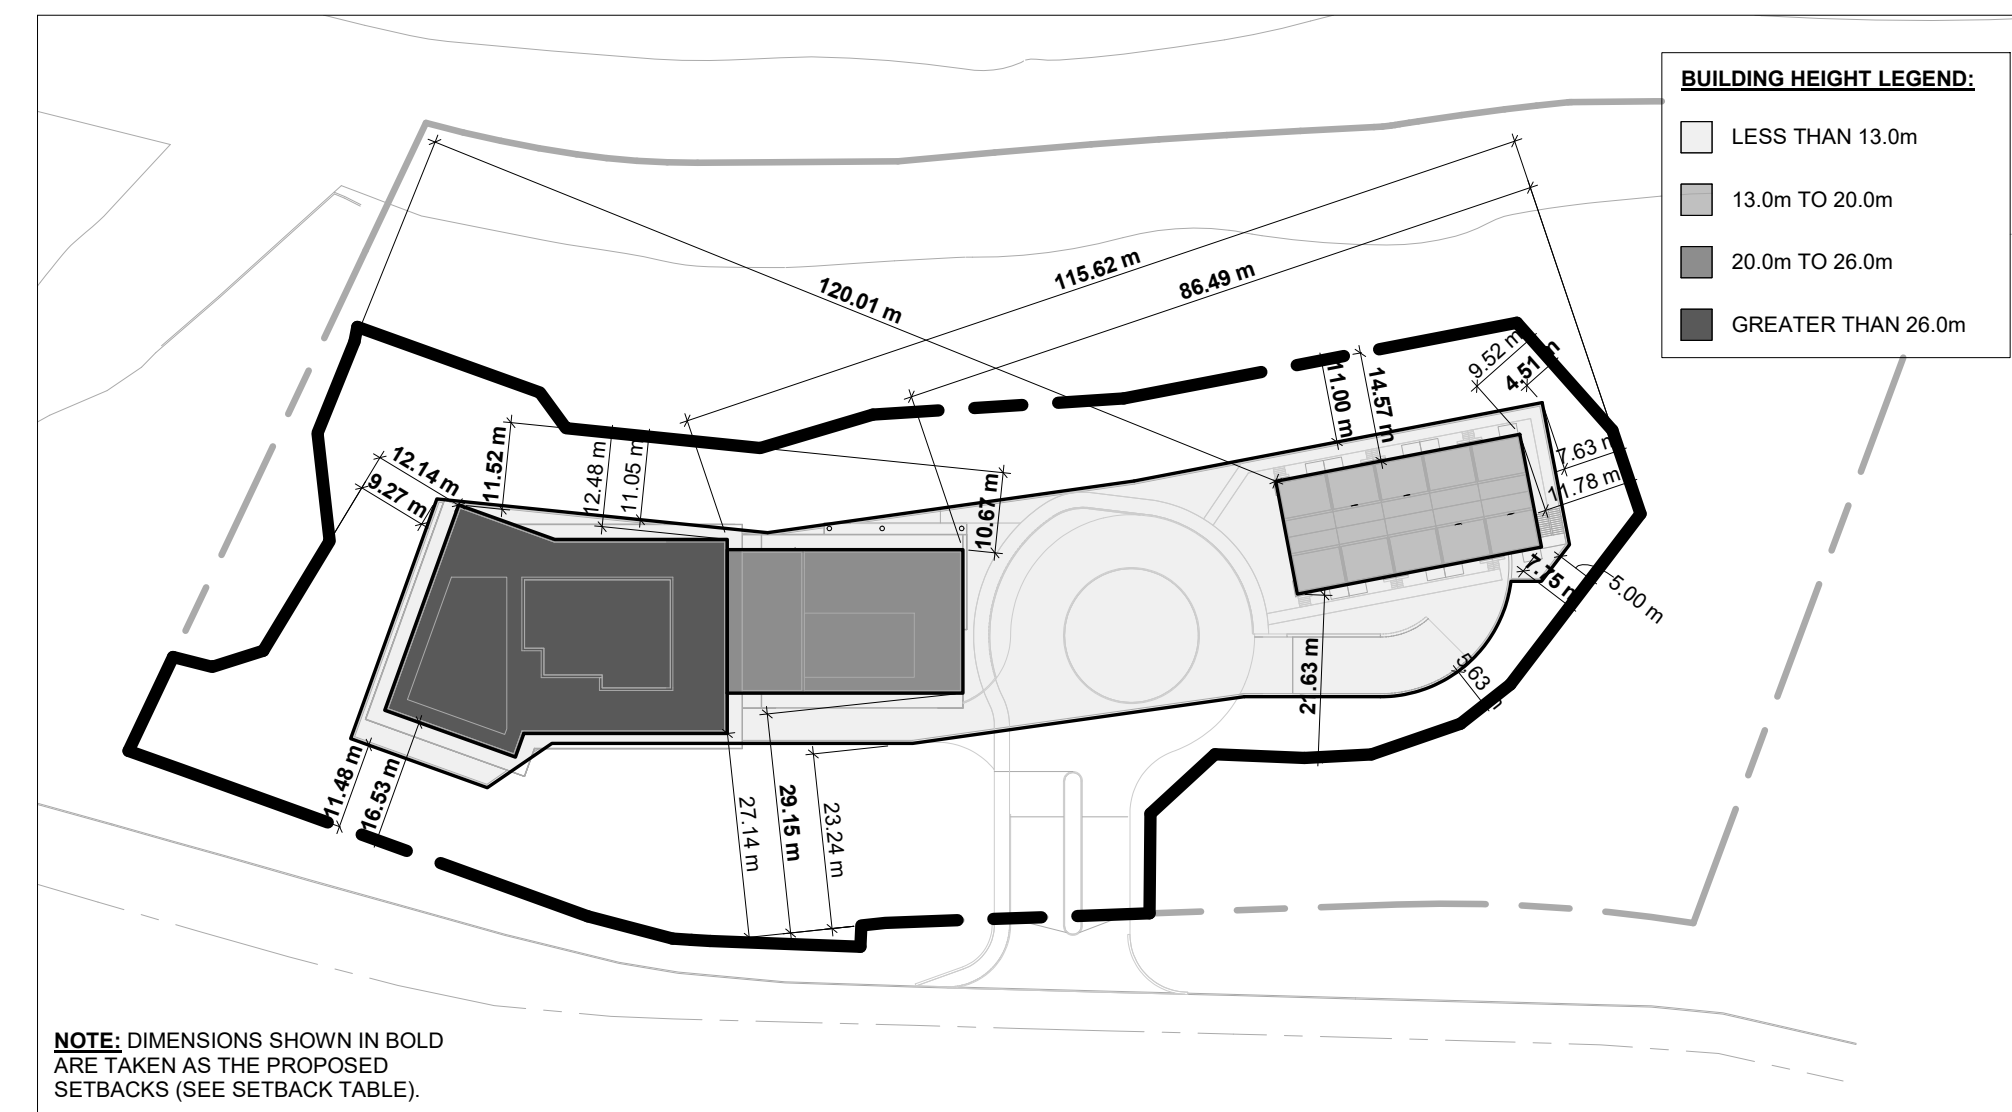 BUILDING HEIGHT LEGEND:
LESS THAN 13.0m
13.0m TO 20.0m
20.0m TO 26.0m
GREATER THAN 26.0m
115.62 m
86.49 m
120.01 m
9.52 m
4.51 m
11.00 m
14.57 m
7.63 m
11.78 m
12.14 m
9.27 m
11.52 m
12.48 m
11.05 m
10.67 m
7.75 m
5.00 m
5.63 m
21.63 m
11.48 m
16.53 m
27.14 m
29.15 m
23.24 m
NOTE: DIMENSIONS SHOWN IN BOLD
ARE TAKEN AS THE PROPOSED
SETBACKS (SEE SETBACK TABLE).